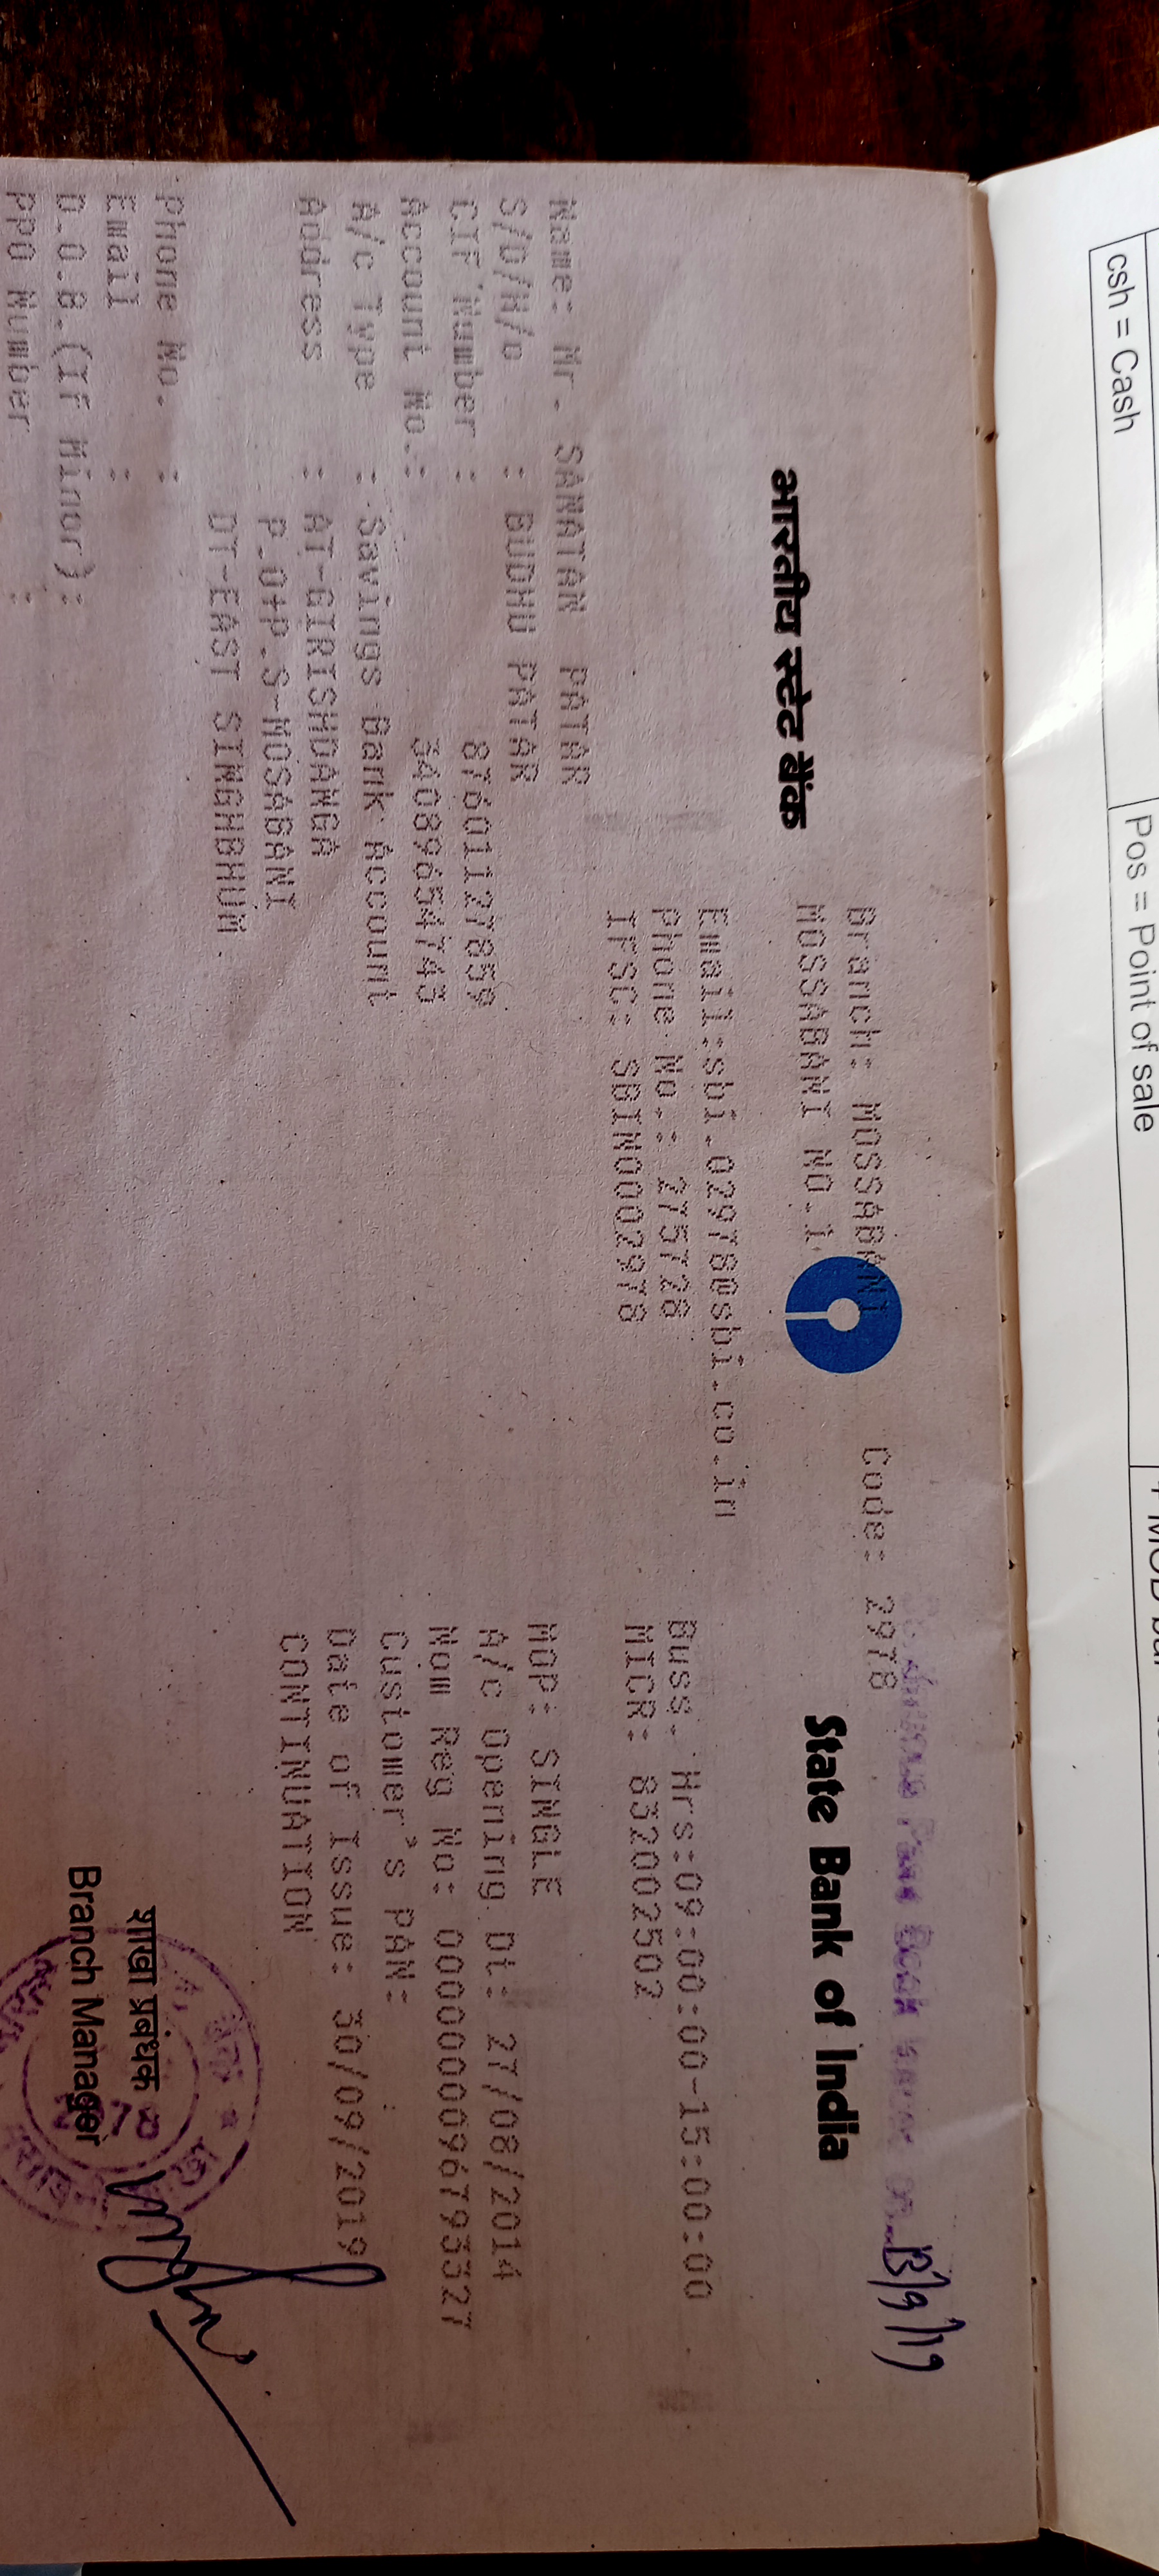 csh = Cash
Pos = Point of sale
Branch: MOSSABANI
Code: 2978
MOSSABANI NO.1
भारतीय स्टेट बैंक
State Bank of India
13/9/19
Email:sbi.02978@sbi.co.in
Phone No.: 275728
Buss. Hrs:09:00:00-15:00:00
IFSC: SBIN0002978
MICR: 832002502
Name: Mr. SANATAN PATAR
S/D/H/o : BUDHU PATAR
MOP: SINGLE
CIF Number : 87601127859
A/c Opening Dt: 27/08/2014
Account No.: 34089654743
Nom Reg No: 0000000096795527
A/c Type : Savings Bank Account
Customer's PAN:
Address : AT-GIRISHDANGA
Date of Issue: 30/09/2019
P.O+P.S-MOSABANI
CONTINUATION
DT-EAST SINGHBHUM
Phone No. :
Email :
D.O.B.(If Minor):
PPO Number :
शाखा प्रबंधक
Branch Manager